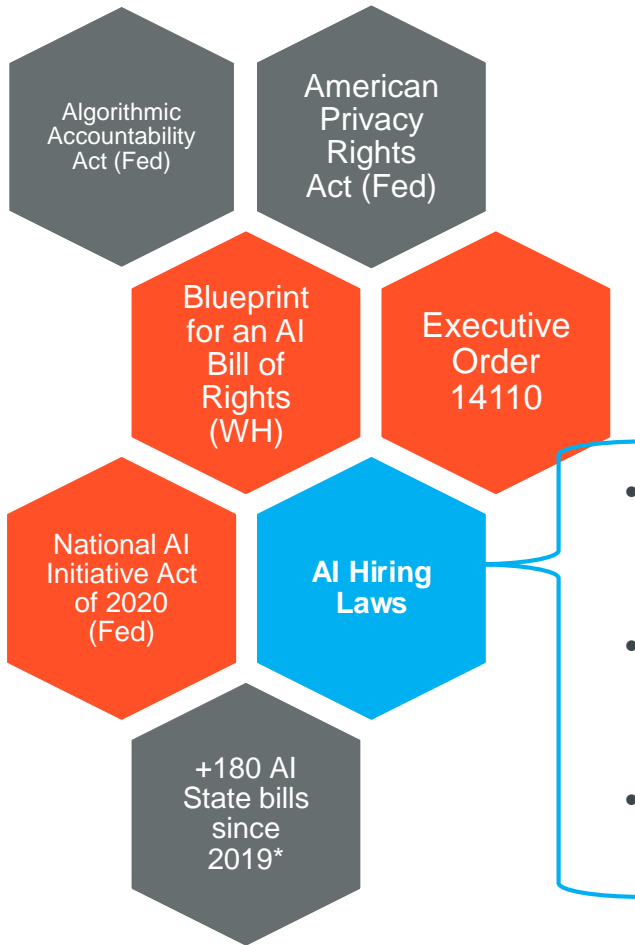 Algorithmic
Accountability
Act (Fed)
American
Privacy
Rights
Act (Fed)
Blueprint
for an AI
Bill of
Rights
(WH)
Executive
Order
14110
National AI
Initiative Act
of 2020
(Fed)
AI Hiring
Laws
+180 AI
State bills
since
2019*